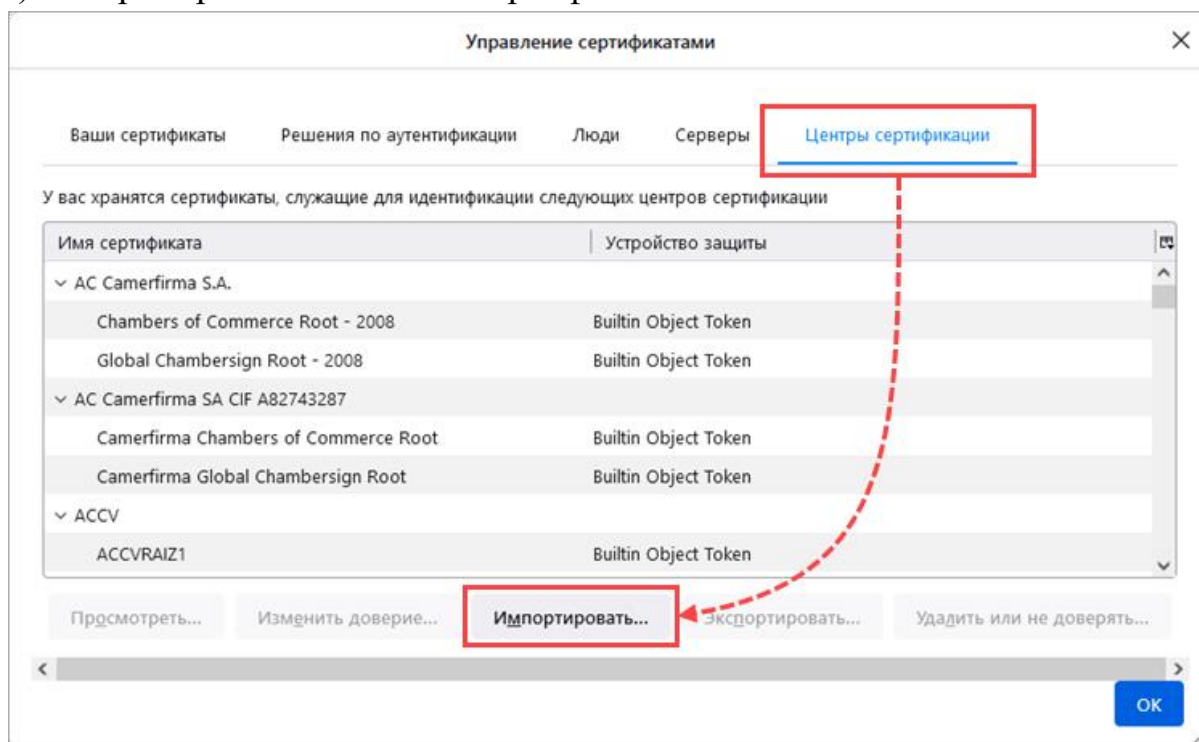 Управление сертификатами
Ваши сертификаты Решения по аутентификации Люди Серверы Центры сертификации
У вас хранятся сертификаты, служащие для идентификации следующих центров сертификации
Имя сертификата Устройство защиты
AC Camerfirma S.A.
Chambers of Commerce Root - 2008 Builtin Object Token
Global Chambersign Root - 2008 Builtin Object Token
AC Camerfirma SA CIF A82743287
Camerfirma Chambers of Commerce Root Builtin Object Token
Camerfirma Global Chambersign Root Builtin Object Token
ACCV
ACCVRAIZ1 Builtin Object Token
Просмотреть... Изменить доверие... Импортировать... Экспортировать... Удалить или не доверять...
ОК